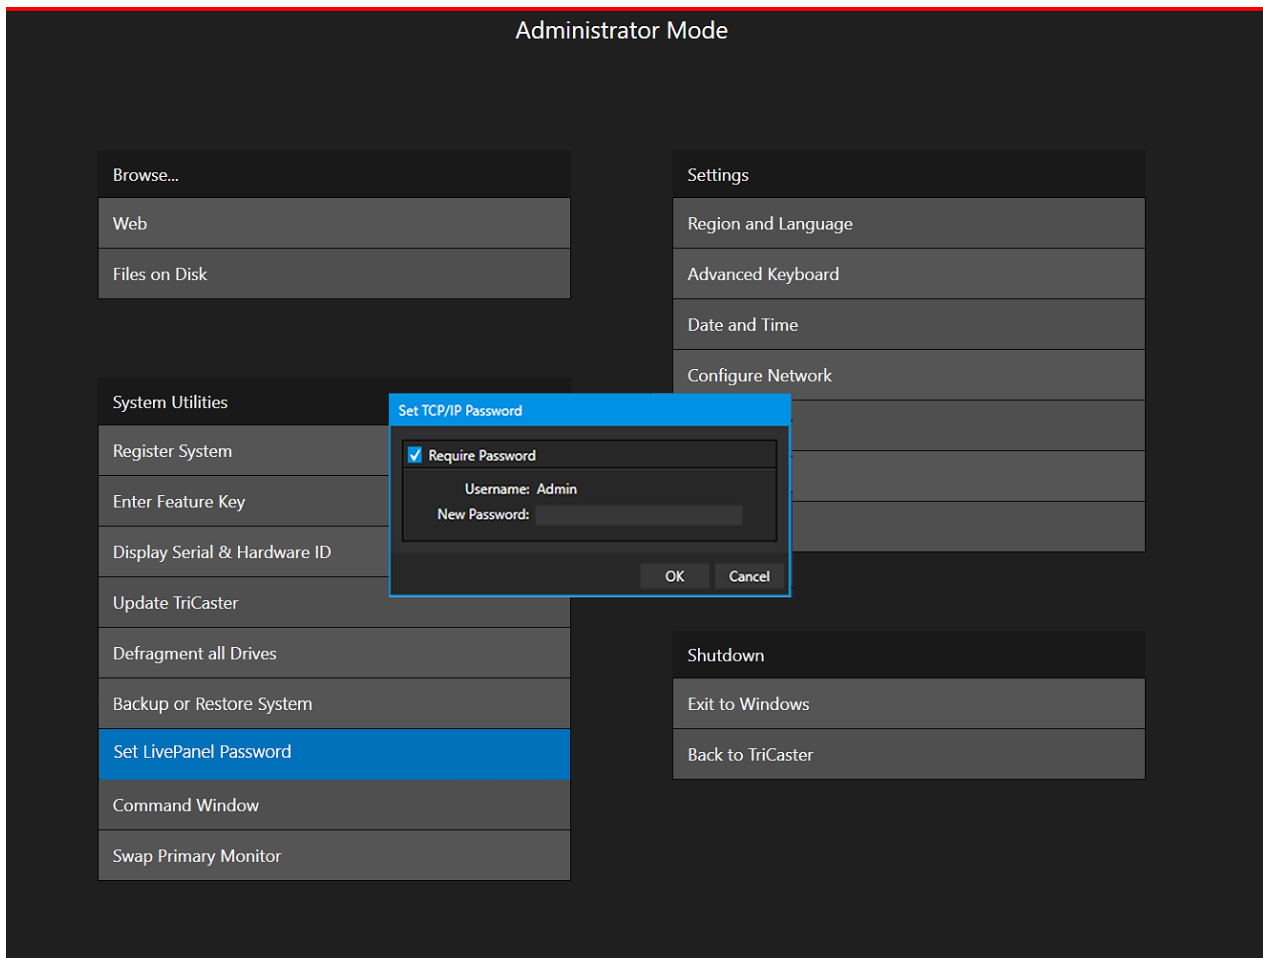 Administrator Mode
Browse...
Web
Files on Disk
System Utilities
Register System
Enter Feature Key
Display Serial & Hardware ID
Update TriCaster
Defragment all Drives
Backup or Restore System
Set LivePanel Password
Command Window
Swap Primary Monitor
Set TCP/IP Password
Require Password
Username: Admin
New Password:
OK Cancel
Settings
Region and Language
Advanced Keyboard
Date and Time
Configure Network
Shutdown
Exit to Windows
Back to TriCaster